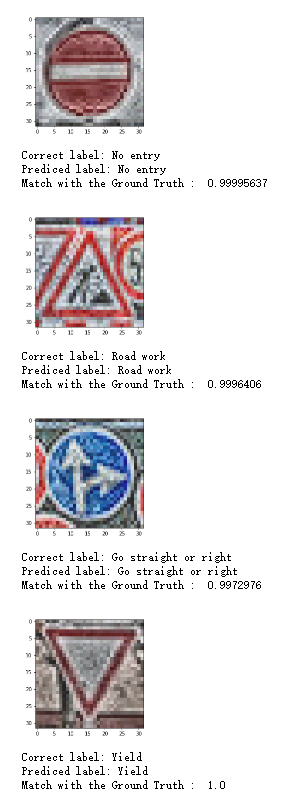 0
5
10
15
20
25
30
0 5 10 15 20 25 30
Correct label: No entry
Prediced label: No entry
Match with the Ground Truth : 0.99995637
0
5
10
15
20
25
30
0 5 10 15 20 25 30
Correct label: Road work
Prediced label: Road work
Match with the Ground Truth : 0.9996406
0
5
10
15
20
25
30
0 5 10 15 20 25 30
Correct label: Go straight or right
Prediced label: Go straight or right
Match with the Ground Truth : 0.9972976
0
5
10
15
20
25
30
0 5 10 15 20 25 30
Correct label: Yield
Prediced label: Yield
Match with the Ground Truth : 1.0